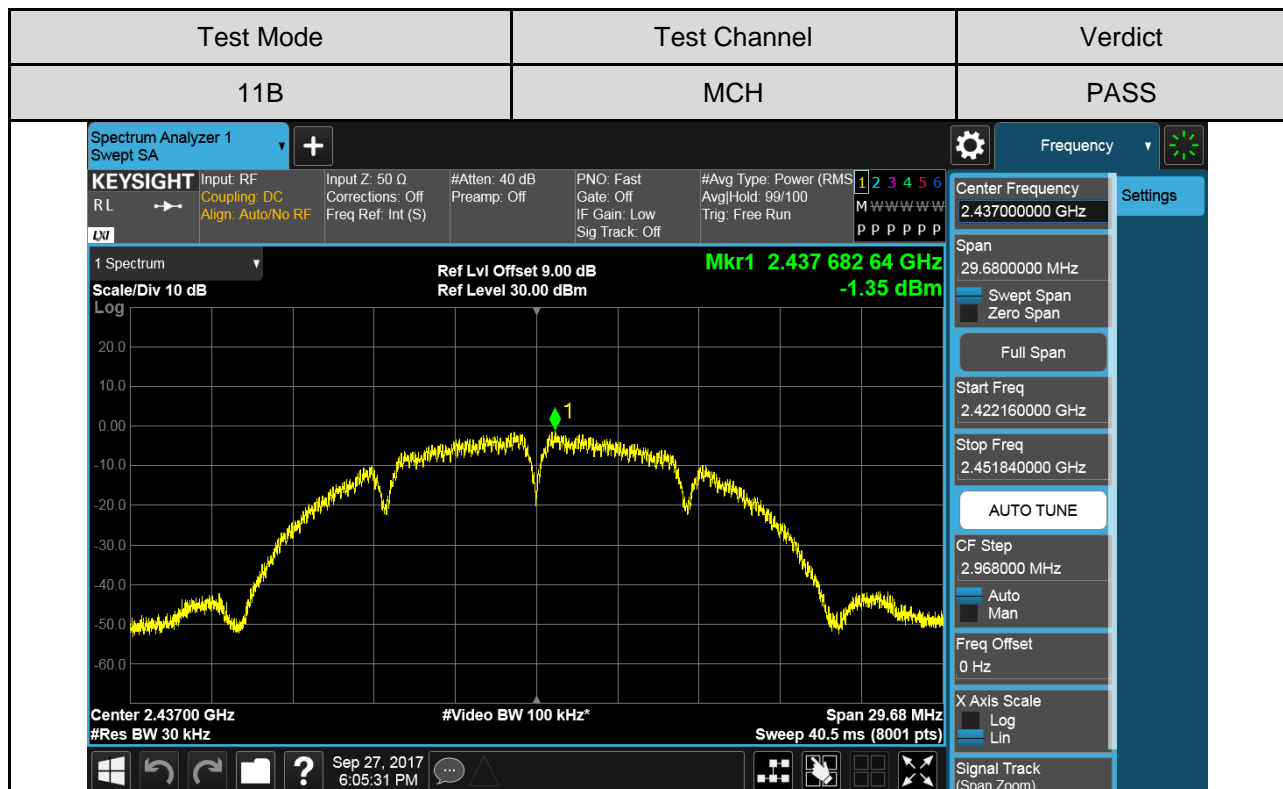 Test Mode Test Channel Verdict
11B MCH PASS
Spectrum Analyzer 1
Swept SA
+
Frequency
KEYSIGHT
R L
LXI
Input: RF
Coupling: DC
Align: Auto/No RF
Input Z: 50 Ω
Corrections: Off
Freq Ref: Int (S)
#Atten: 40 dB
Preamp: Off
PNO: Fast
Gate: Off
IF Gain: Low
Sig Track: Off
#Avg Type: Power (RMS
Avg|Hold: 99/100
Trig: Free Run
1 2 3 4 5 6
M W W W W W
P P P P P P
1 Spectrum
Scale/Div 10 dB
Log
Ref Lvl Offset 9.00 dB
Ref Level 30.00 dBm
Mkr1 2.437 682 64 GHz
-1.35 dBm
20.0
10.0
0.00
-10.0
-20.0
-30.0
-40.0
-50.0
-60.0
1
Center 2.43700 GHz
#Res BW 30 kHz
#Video BW 100 kHz*
Span 29.68 MHz
Sweep 40.5 ms (8001 pts)
?
Sep 27, 2017
6:05:31 PM
Center Frequency
2.437000000 GHz
Settings
Span
29.6800000 MHz
Swept Span
Zero Span
Full Span
Start Freq
2.422160000 GHz
Stop Freq
2.451840000 GHz
AUTO TUNE
CF Step
2.968000 MHz
Auto
Man
Freq Offset
0 Hz
X Axis Scale
Log
Lin
Signal Track
(Span Zoom)